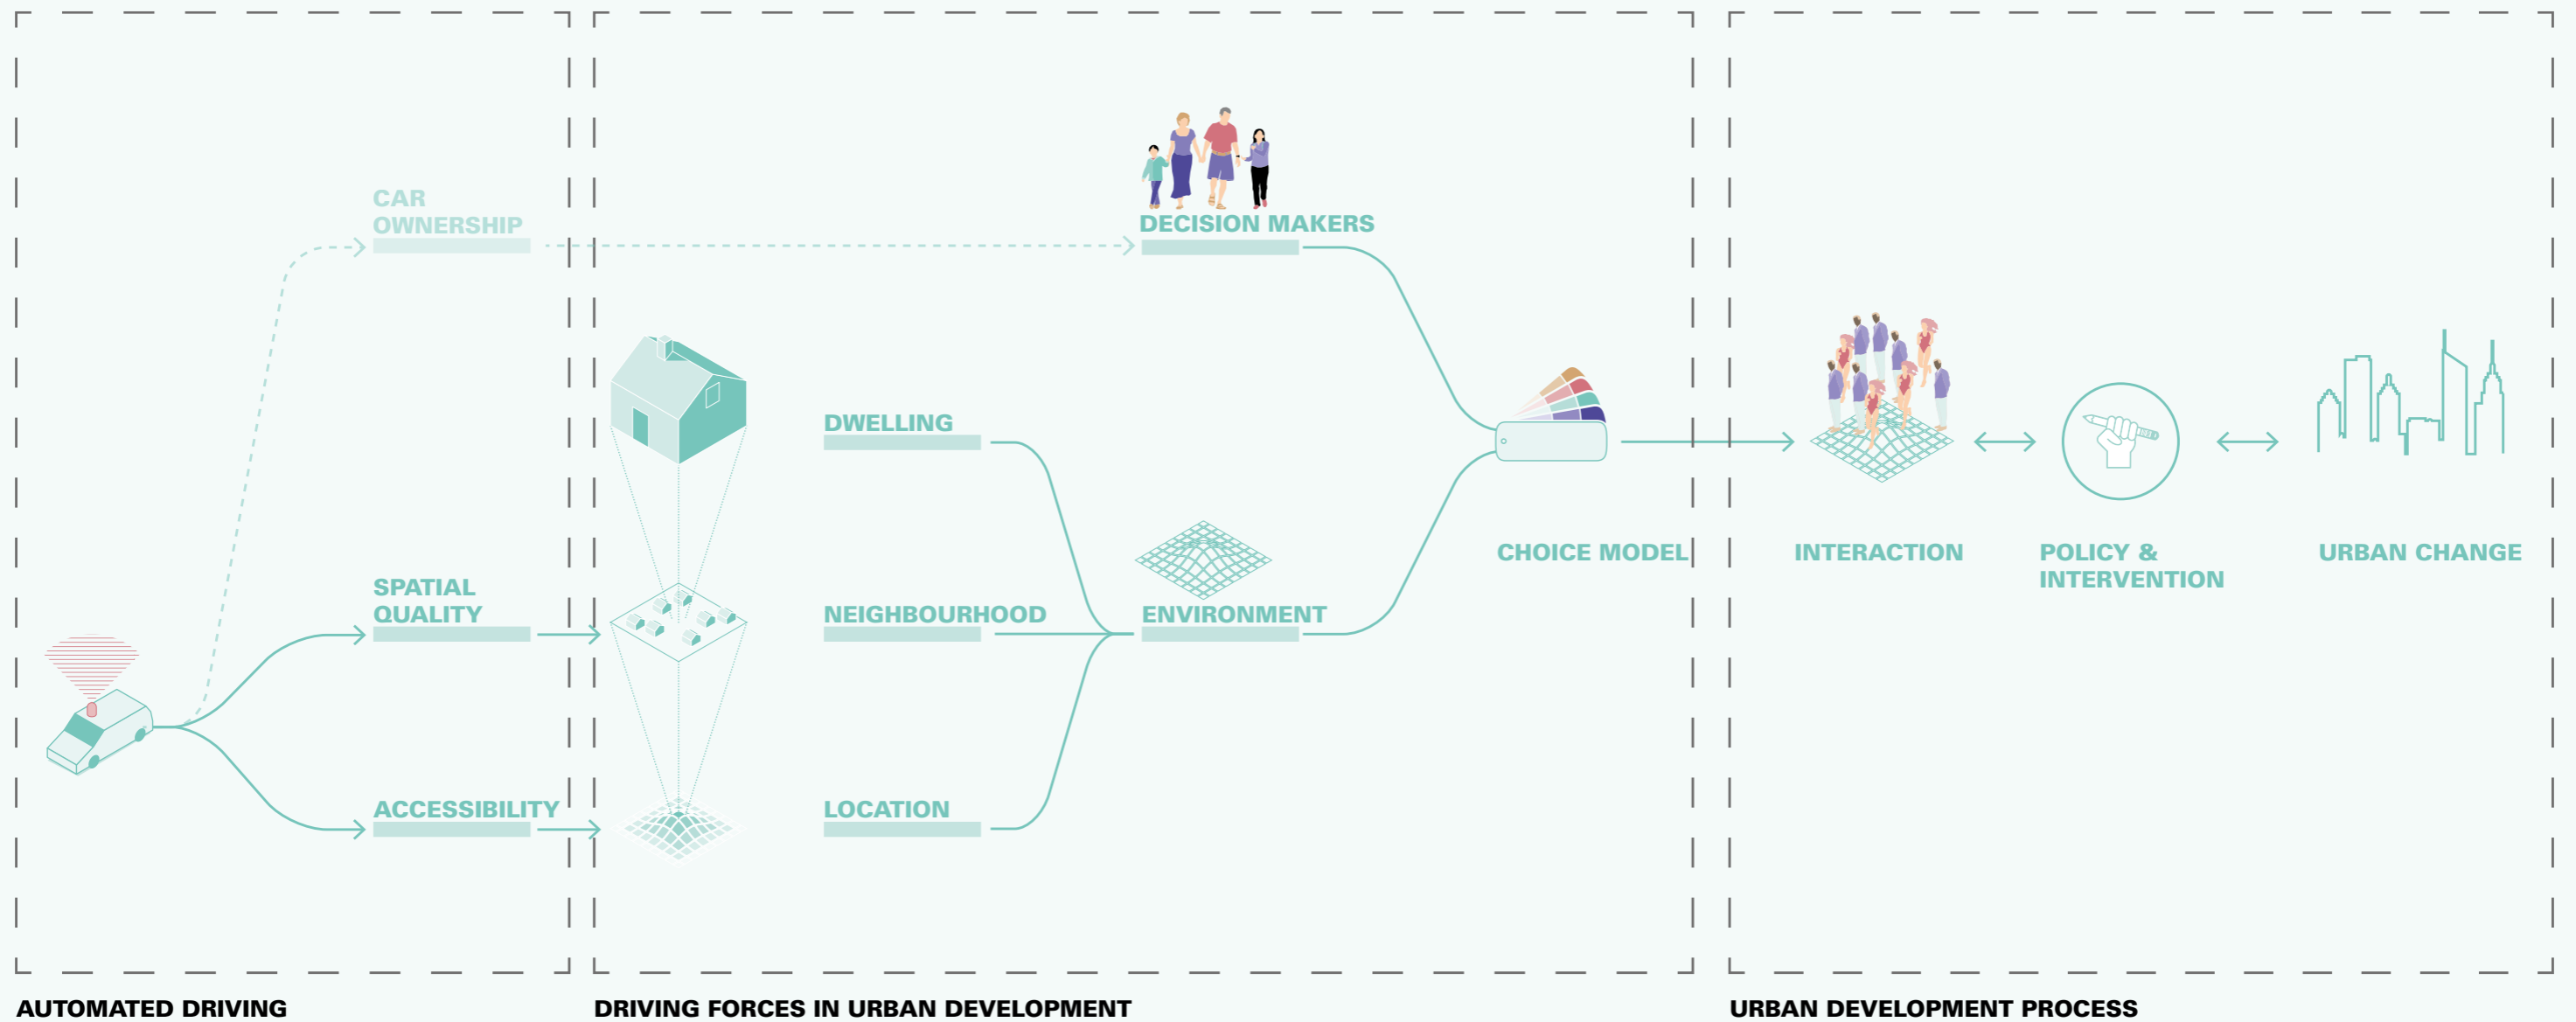 CAR
OWNERSHIP
SPATIAL
QUALITY
ACCESSIBILITY
AUTOMATED DRIVING
DECISION MAKERS
DWELLING
NEIGHBOURHOOD
LOCATION
ENVIRONMENT
CHOICE MODEL
DRIVING FORCES IN URBAN DEVELOPMENT
INTERACTION
POLICY &
INTERVENTION
URBAN CHANGE
URBAN DEVELOPMENT PROCESS